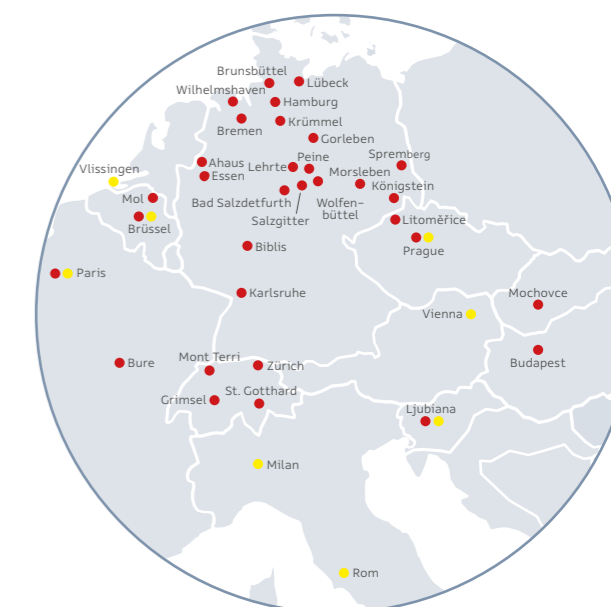 Brunsbüttel
Lübeck
Wilhelmshaven
Hamburg
Bremen
Krümmel
Gorleben
Peine
Spremberg
Ahaus
Lehrte
Vlissingen
Essen
Morsleben
Königstein
Mol
Bad Salzdetfurth
Wolfen-
büttel
Salzgitter
Litoměřice
Brüssel
Prague
Biblis
Paris
Karlsruhe
Mochovce
Vienna
Mont Terri
Zürich
Bure
Budapest
St. Gotthard
Grimsel
Ljubiana
Milan
Rom